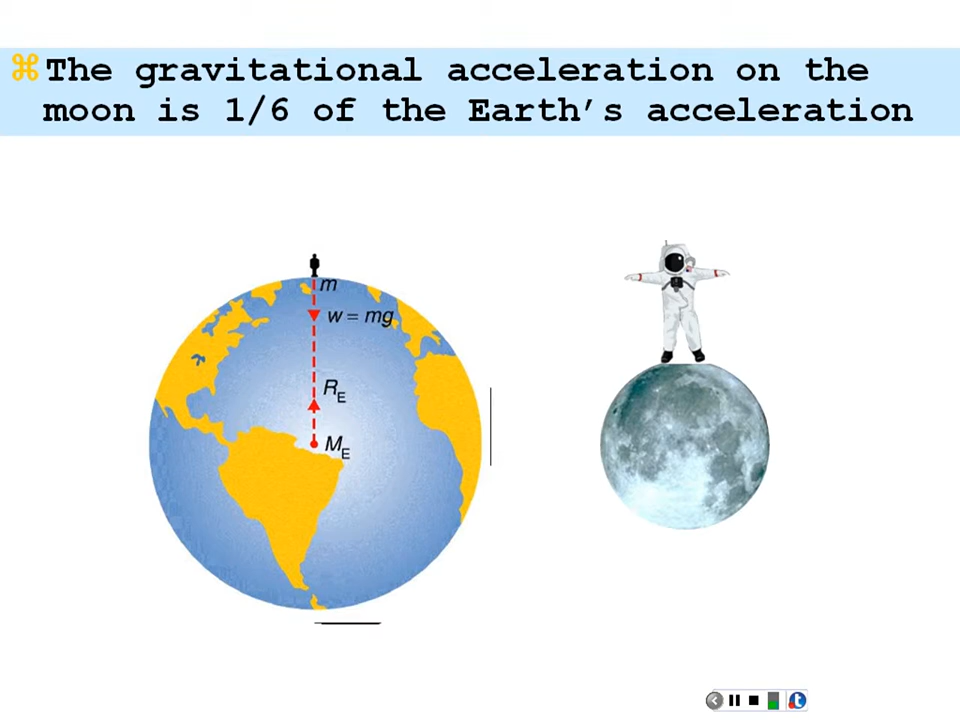 ⌘The gravitational acceleration on the
moon is 1/6 of the Earth’s acceleration
m
w = mg
RE
ME